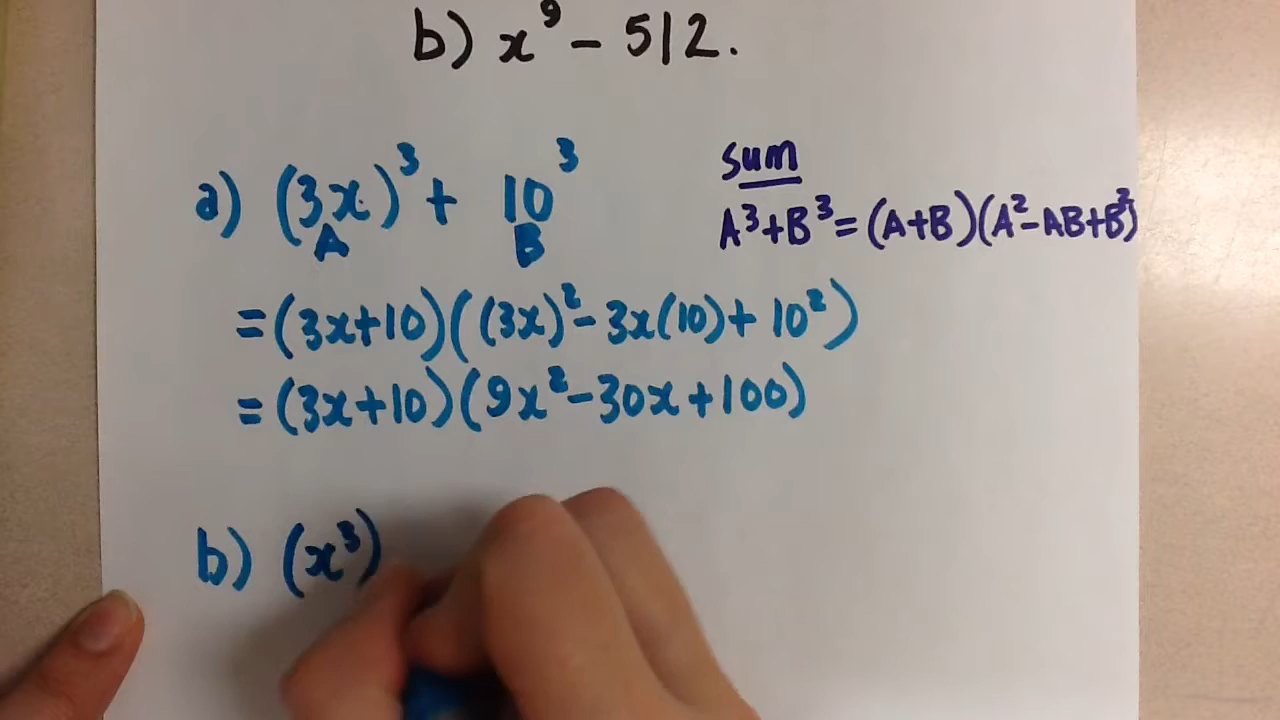 b) x⁹ - 512.
a) (3x)³ + 10³
A B
sum
A³+B³=(A+B)(A²-AB+B²)
=(3x+10)((3x)²-3x(10)+10²)
=(3x+10)(9x²-30x+100)
b) (x³)